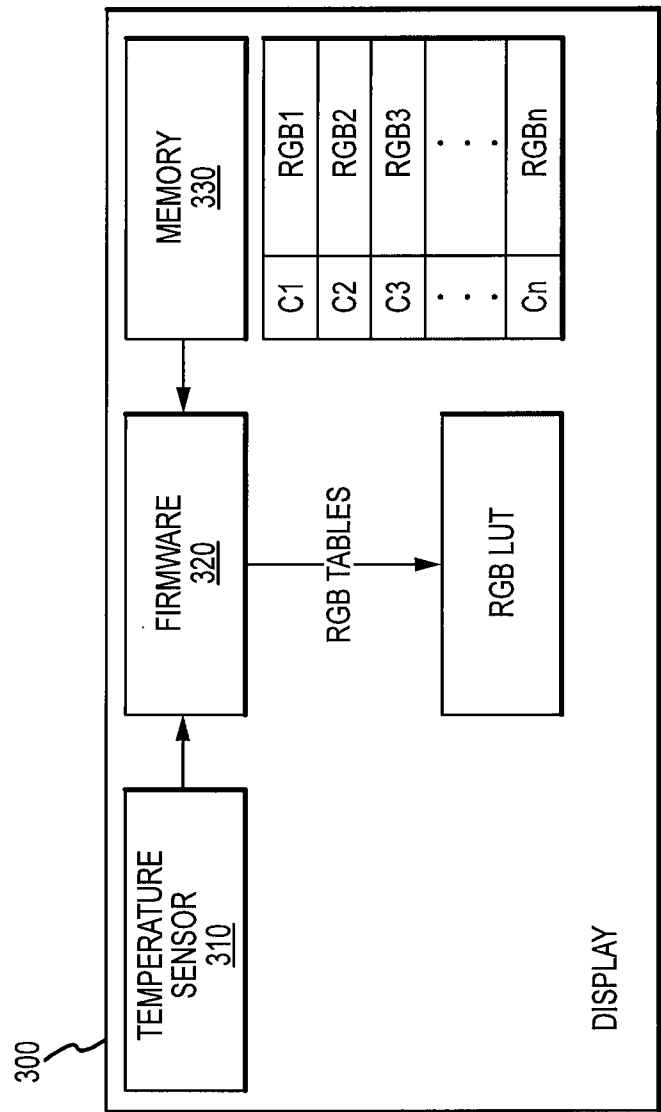 300
TEMPERATURE
SENSOR
310
FIRMWARE
320
MEMORY
330
RGB TABLES
RGB LUT
C1 RGB1
C2 RGB2
C3 RGB3
. . . . . .
Cn RGBn
DISPLAY